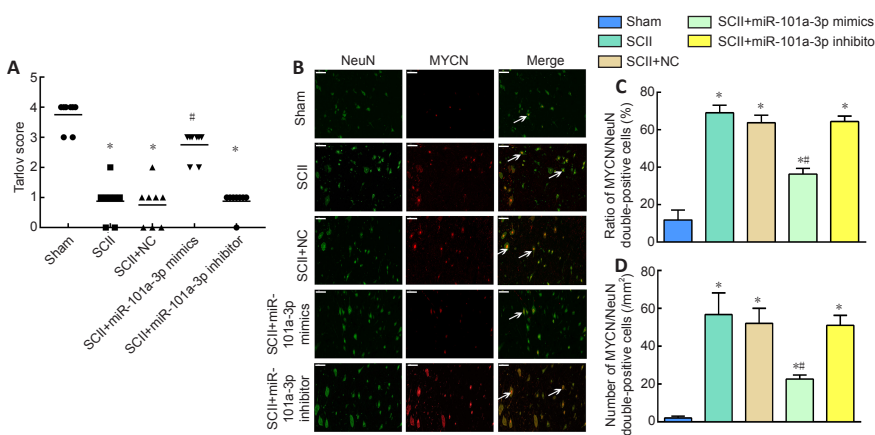 Sham
SCII
SCII+NC
SCII+miR-101a-3p mimics
SCII+miR-101a-3p inhibito
A
Tarlov score
5
4
3
2
1
0
*
*
#
*
Sham
SCII
SCII+NC
SCII+miR-101a-3p mimics
SCII+miR-101a-3p inhibitor
B
NeuN MYCN Merge
Sham
SCII
SCII+NC
SCII+miR-
101a-3p
mimics
SCII+miR-
101a-3p
inhibitor
C
Ratio of MYCN/NeuN
double-positive cells (%)
80
60
40
20
0
*
*
*#
*
D
Number of MYCN/NeuN
double-positive cells (/mm²)
80
60
40
20
0
*
*
*#
*